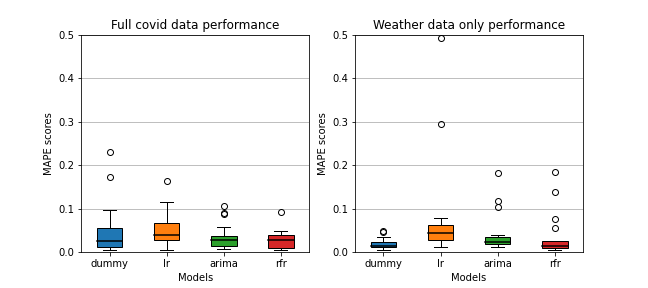 Full covid data performance
0.5
0.4
0.3
0.2
0.1
0.0
MAPE scores
dummy lr arima rfr
Models
Weather data only performance
0.5
0.4
0.3
0.2
0.1
0.0
MAPE scores
dummy lr arima rfr
Models